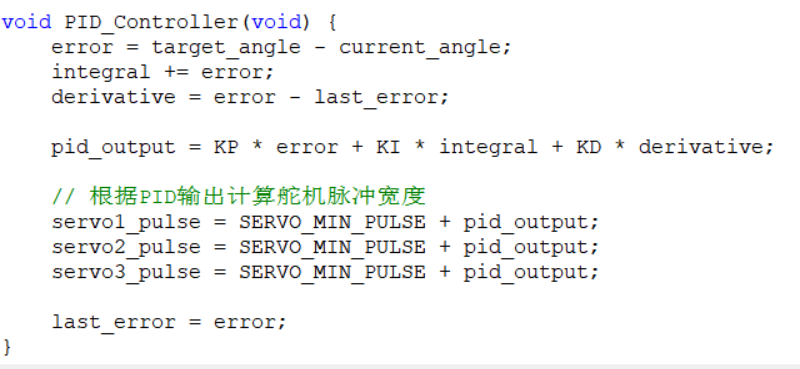 void PID_Controller(void) {
    error = target_angle - current_angle;
    integral += error;
    derivative = error - last_error;

    pid_output = KP * error + KI * integral + KD * derivative;

    // 根据PID输出计算舵机脉冲宽度
    servo1_pulse = SERVO_MIN_PULSE + pid_output;
    servo2_pulse = SERVO_MIN_PULSE + pid_output;
    servo3_pulse = SERVO_MIN_PULSE + pid_output;

    last_error = error;
}